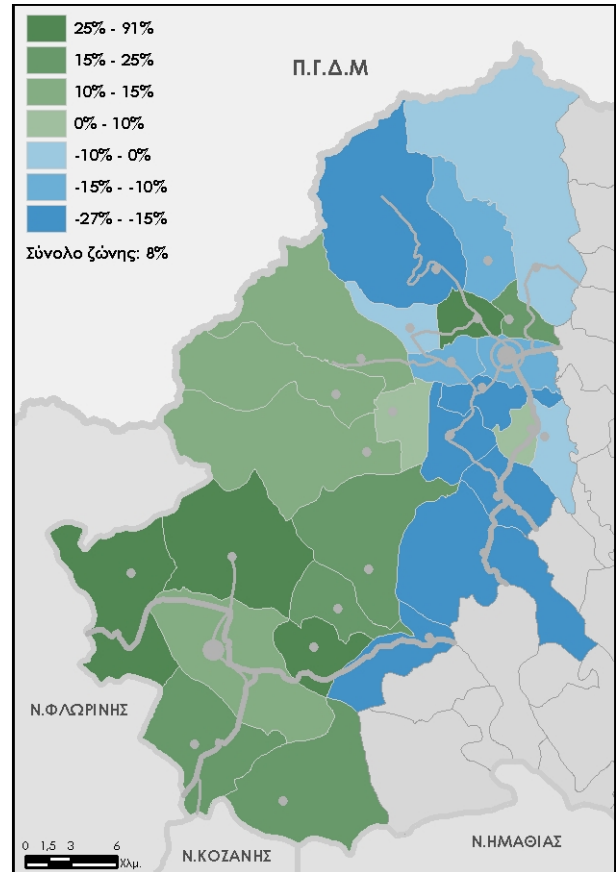 25% - 91%
15% - 25%
10% - 15%
0% - 10%
-10% - 0%
-15% - -10%
-27% - -15%
Σύνολο ζώνης: 8%
Π.Γ.Δ.Μ
Ν.ΦΛΩΡΙΝΗΣ
Ν.ΚΟΖΑΝΗΣ
Ν.ΗΜΑΘΙΑΣ
0 1,5 3 6
Χλμ.